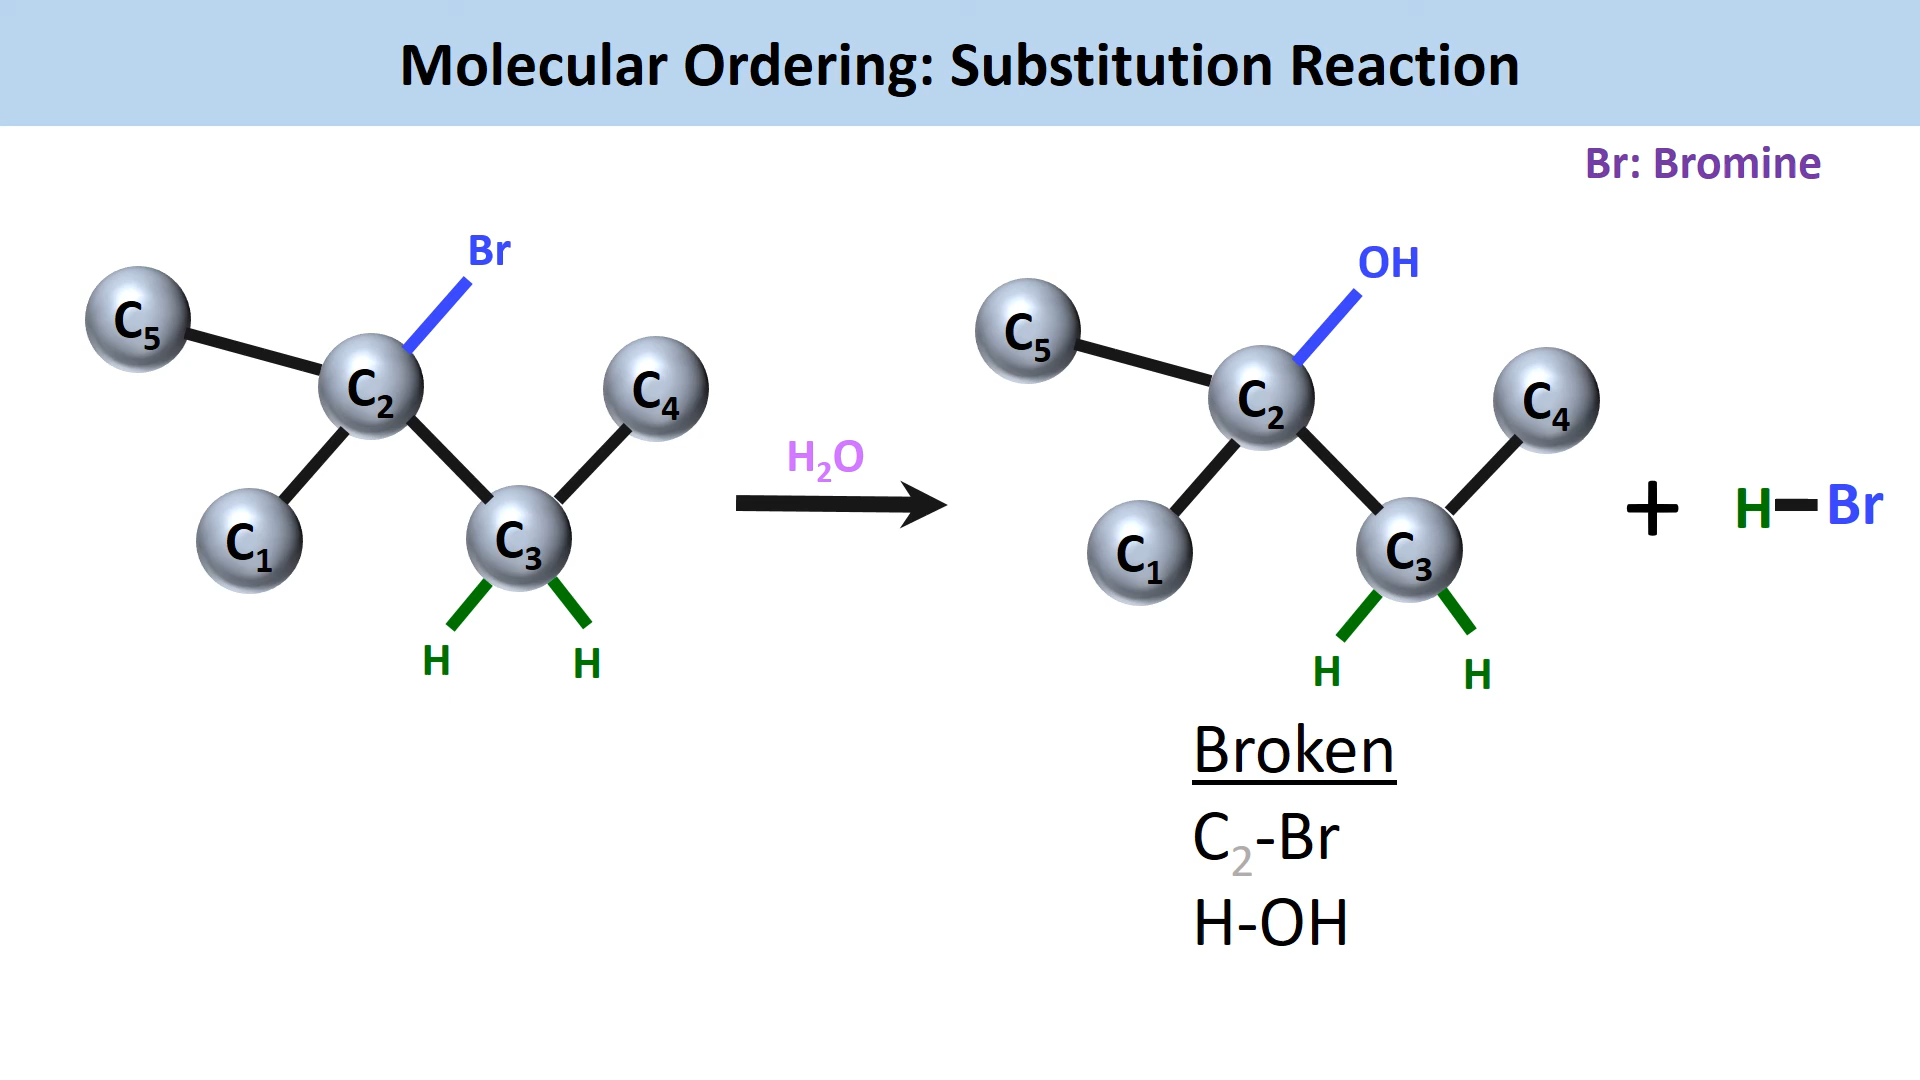 Molecular Ordering: Substitution Reaction
Br: Bromine
Br
C5
C2
C4
C1
C3
H
H
H2O
OH
C5
C2
C4
C1
C3
H
H
+
H-Br
Broken
C2-Br
H-OH